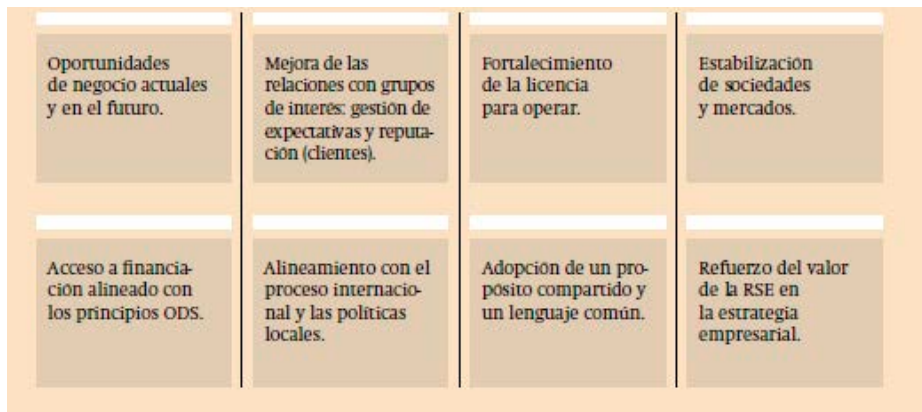 Oportunidades
de negocio actuales
y en el futuro.
Mejora de las
relaciones con grupos
de interés: gestión de
expectativas y reputa-
ción (clientes).
Fortalecimiento
de la licencia
para operar.
Estabilización
de sociedades
y mercados.
Acceso a financia-
ción alineado con
los principios ODS.
Alineamiento con el
proceso internacio-
nal y las políticas
locales.
Adopción de un pro-
pósito compartido y
un lenguaje común.
Refuerzo del valor
de la RSE en
la estrategia
empresarial.